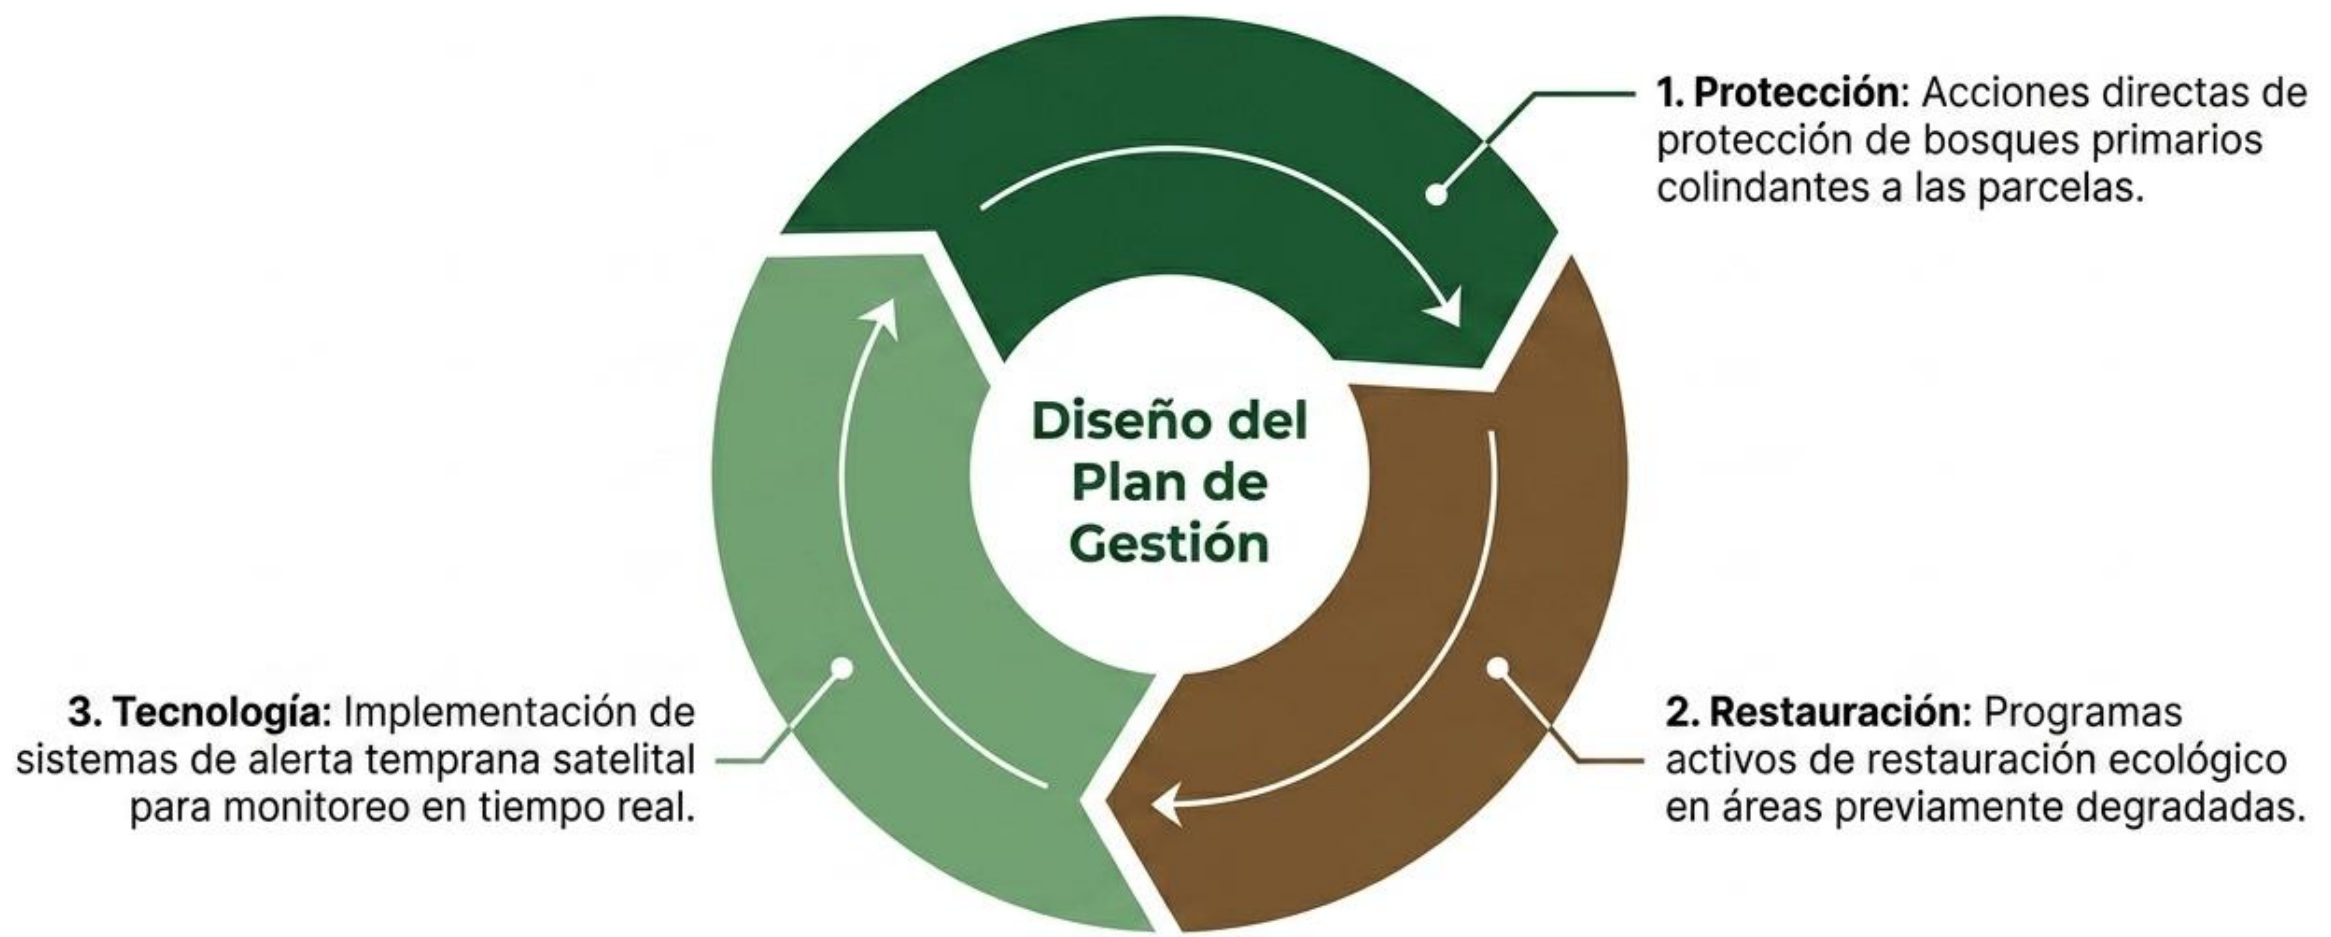 1. Protección: Acciones directas de
protección de bosques primarios
colindantes a las parcelas.
Diseño del
Plan de
Gestión
3. Tecnología: Implementación de
sistemas de alerta temprana satelital
para monitoreo en tiempo real.
2. Restauración: Programas
activos de restauración ecológico
en áreas previamente degradadas.